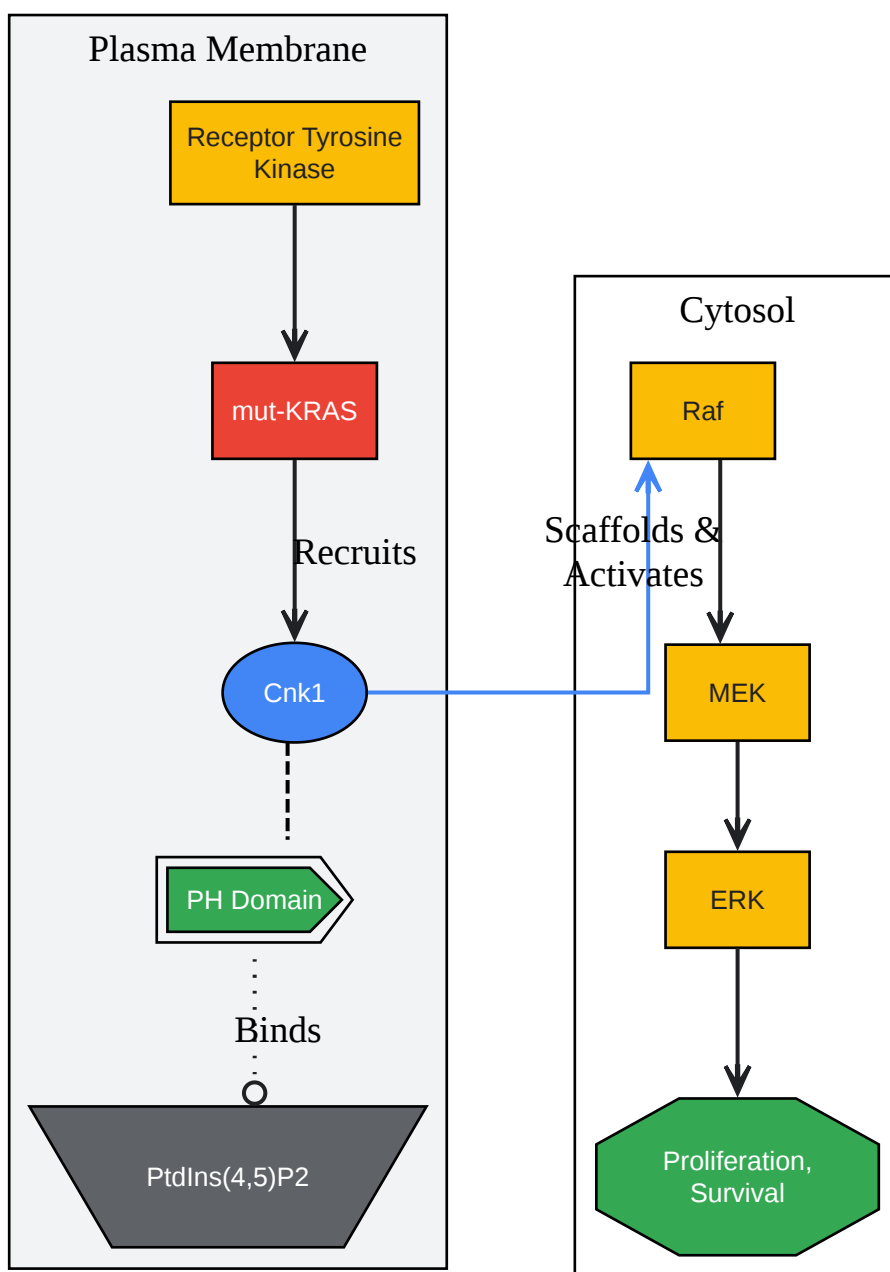 Plasma Membrane
Receptor Tyrosine
Kinase
mut-KRAS
Recruits
Cnk1
PH Domain
Binds
PtdIns(4,5)P2
Cytosol
Raf
Scaffolds &
Activates
MEK
ERK
Proliferation,
Survival